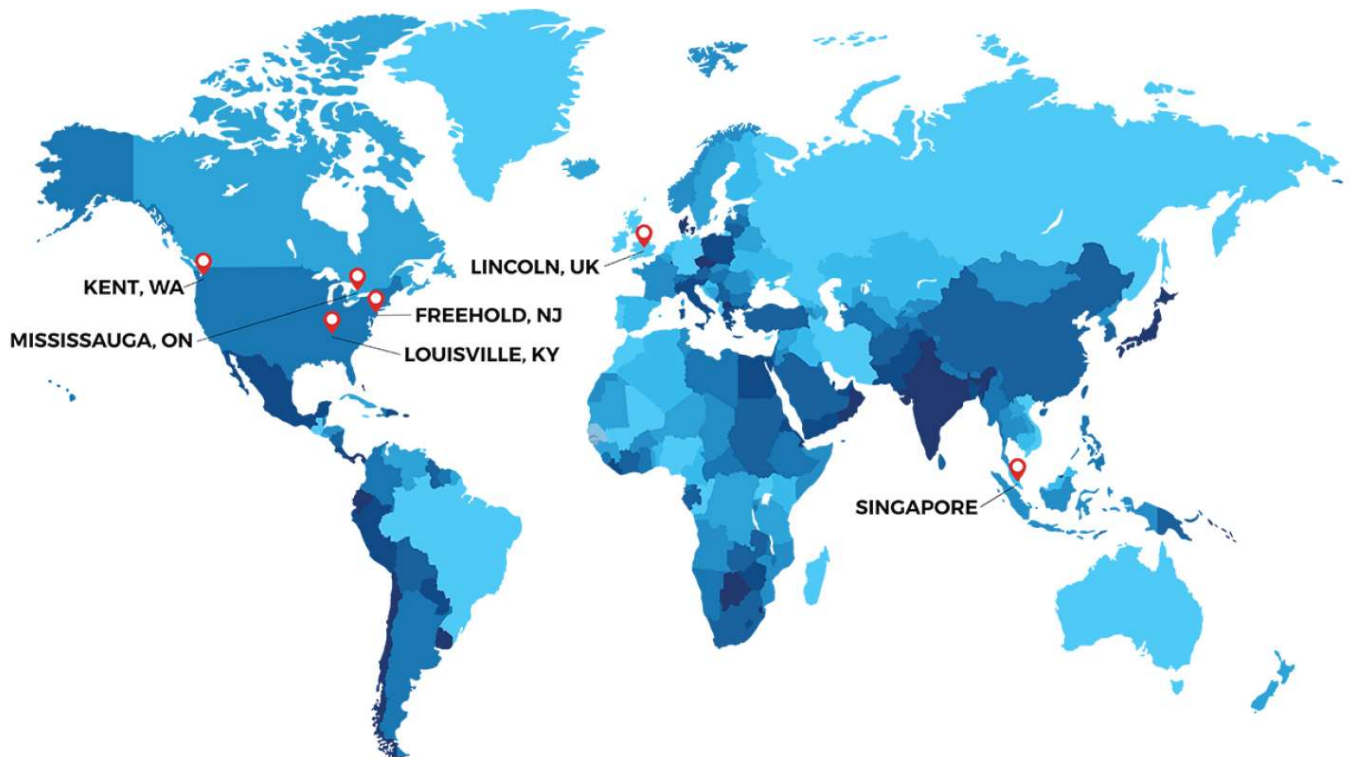 LINCOLN, UK
KENT, WA
FREEHOLD, NJ
MISSISSAUGA, ON
LOUISVILLE, KY
SINGAPORE